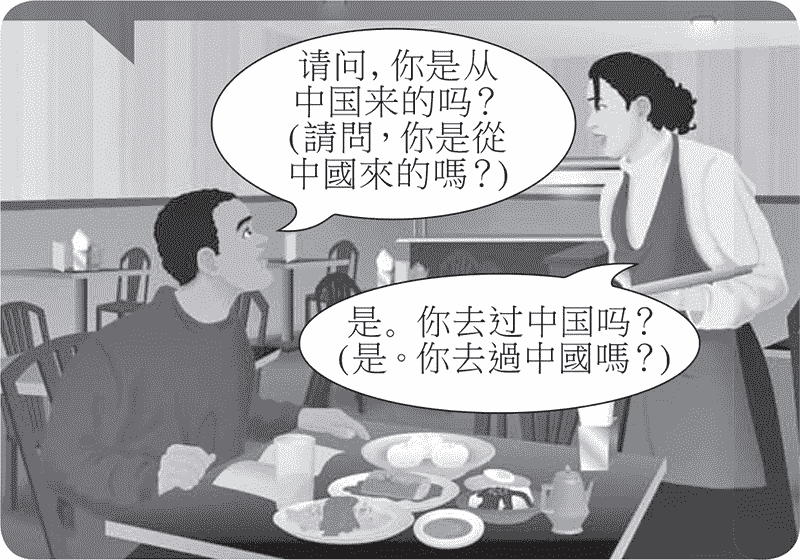 请问，你是从
中国来的吗？
(請問，你是從
中國來的嗎？)
是。你去过中国吗？
(是。你去過中國嗎？)